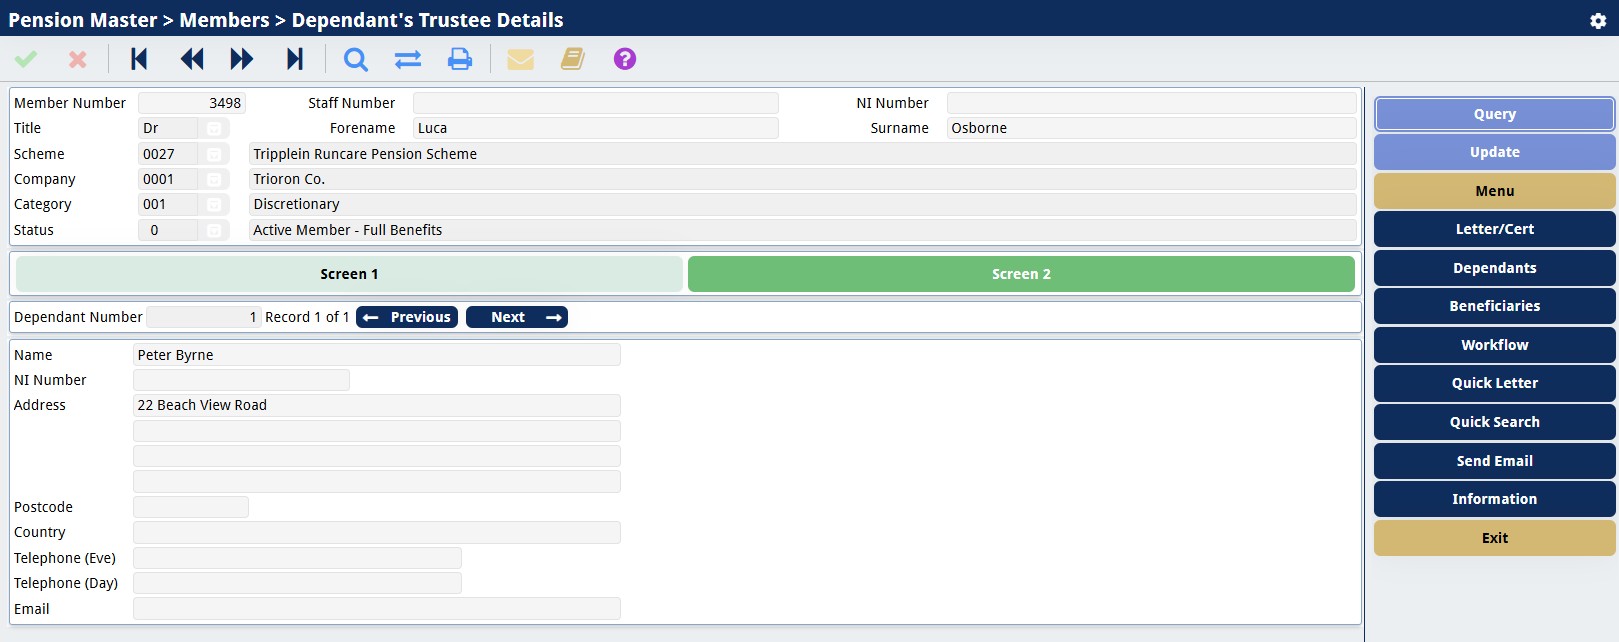 Pension Master > Members > Dependant's Trustee Details
Member Number 3498 Staff Number NI Number
Title Dr Forename Luca Surname Osborne
Scheme 0027 Tripplein Runcare Pension Scheme
Company 0001 Trioron Co.
Category 001 Discretionary
Status 0 Active Member - Full Benefits
Screen 1 Screen 2
Dependant Number 1 Record 1 of 1 Previous Next
Name Peter Byrne
NI Number
Address 22 Beach View Road
Postcode
Country
Telephone (Eve)
Telephone (Day)
Email
Query
Update
Menu
Letter/Cert
Dependants
Beneficiaries
Workflow
Quick Letter
Quick Search
Send Email
Information
Exit